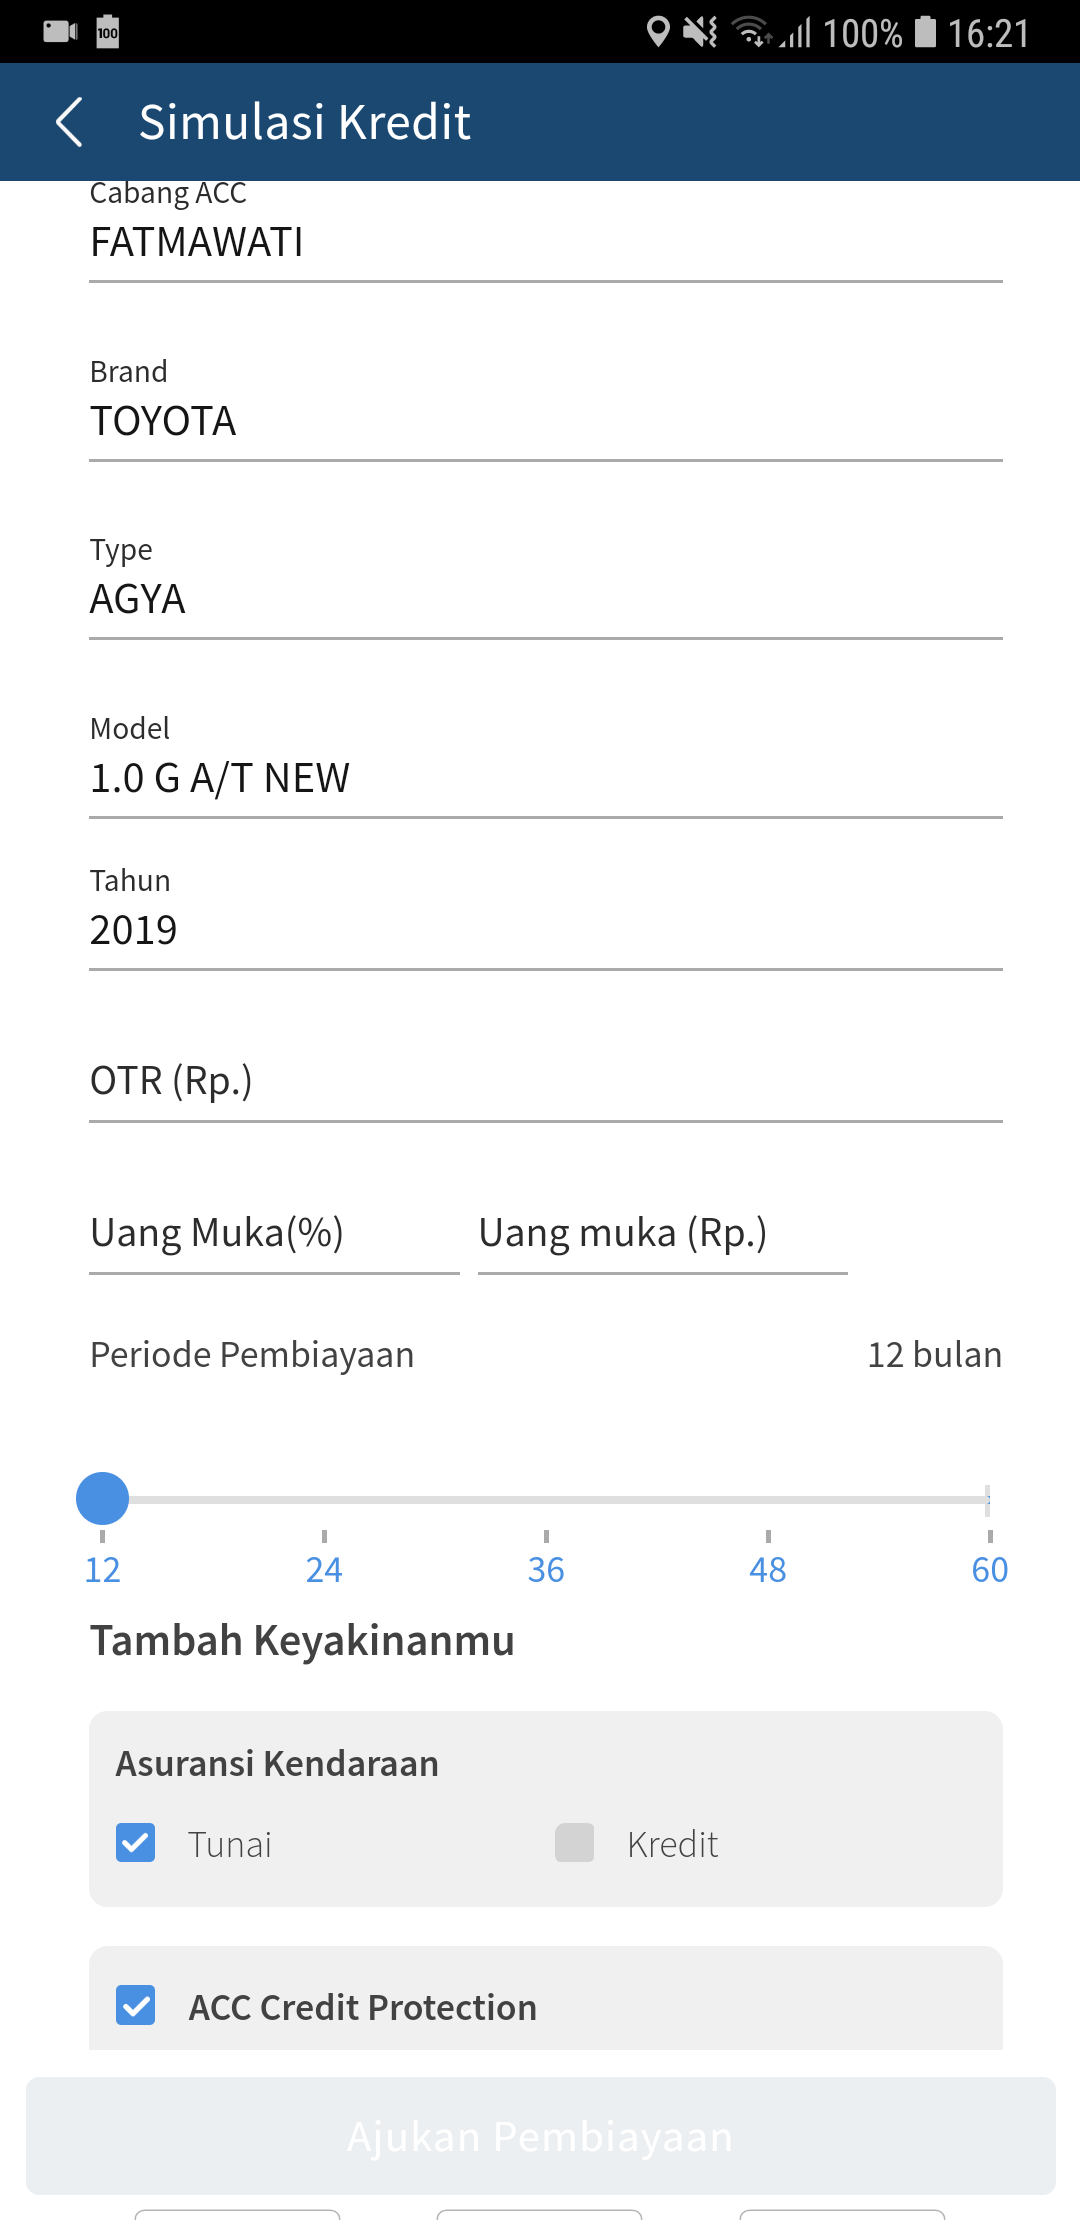 100 100% 16:21
Simulasi Kredit
Cabang ACC
FATMAWATI
Brand
TOYOTA
Type
AGYA
Model
1.0 G A/T NEW
Tahun
2019
OTR (Rp.)
Uang Muka(%) Uang muka (Rp.)
Periode Pembiayaan 12 bulan
12 24 36 48 60
Tambah Keyakinanmu
Asuransi Kendaraan
Tunai Kredit
ACC Credit Protection
Ajukan Pembiayaan